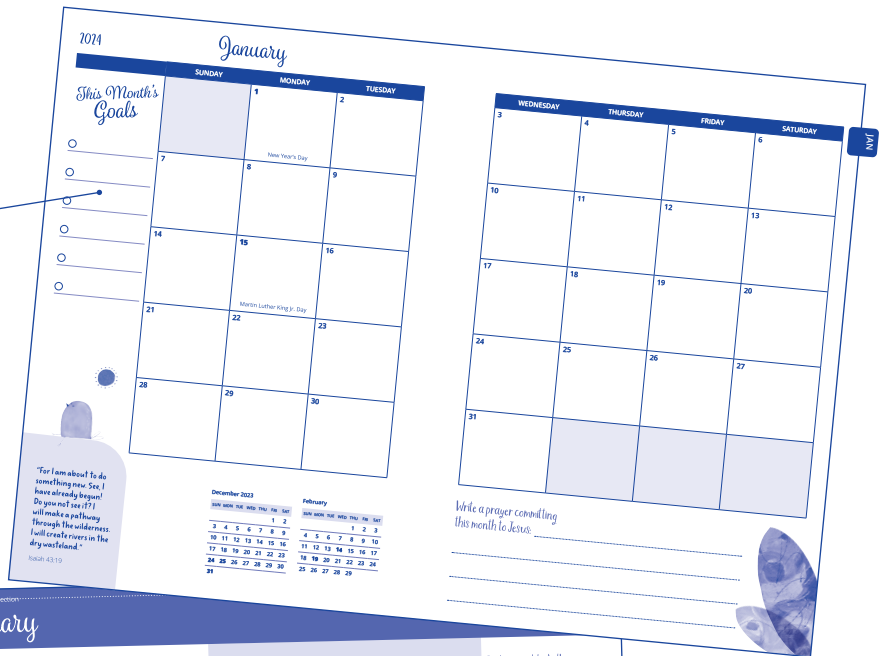 2024
January
SUNDAY MONDAY TUESDAY
This Month's
Goals
1 2
New Year's Day
7 8 9
14 15 16
Martin Luther King Jr. Day
21 22 23
28 29 30
WEDNESDAY THURSDAY FRIDAY SATURDAY
3 4 5 6
10 11 12 13
17 18 19 20
24 25 26 27
31
JAN
"For I am about to do
something new. See, I
have already begun!
Do you not see it? I
will make a pathway
through the wilderness.
I will create rivers in the
dry wasteland."
Isaiah 43:19
December 2023
SUN MON TUE WED THU FRI SAT
1 2
3 4 5 6 7 8 9
10 11 12 13 14 15 16
17 18 19 20 21 22 23
24 25 26 27 28 29 30
31
February
SUN MON TUE WED THU FRI SAT
1 2 3
4 5 6 7 8 9 10
11 12 13 14 15 16 17
18 19 20 21 22 23 24
25 26 27 28 29
Write a prayer committing
this month to Jesus:
ection:
ary